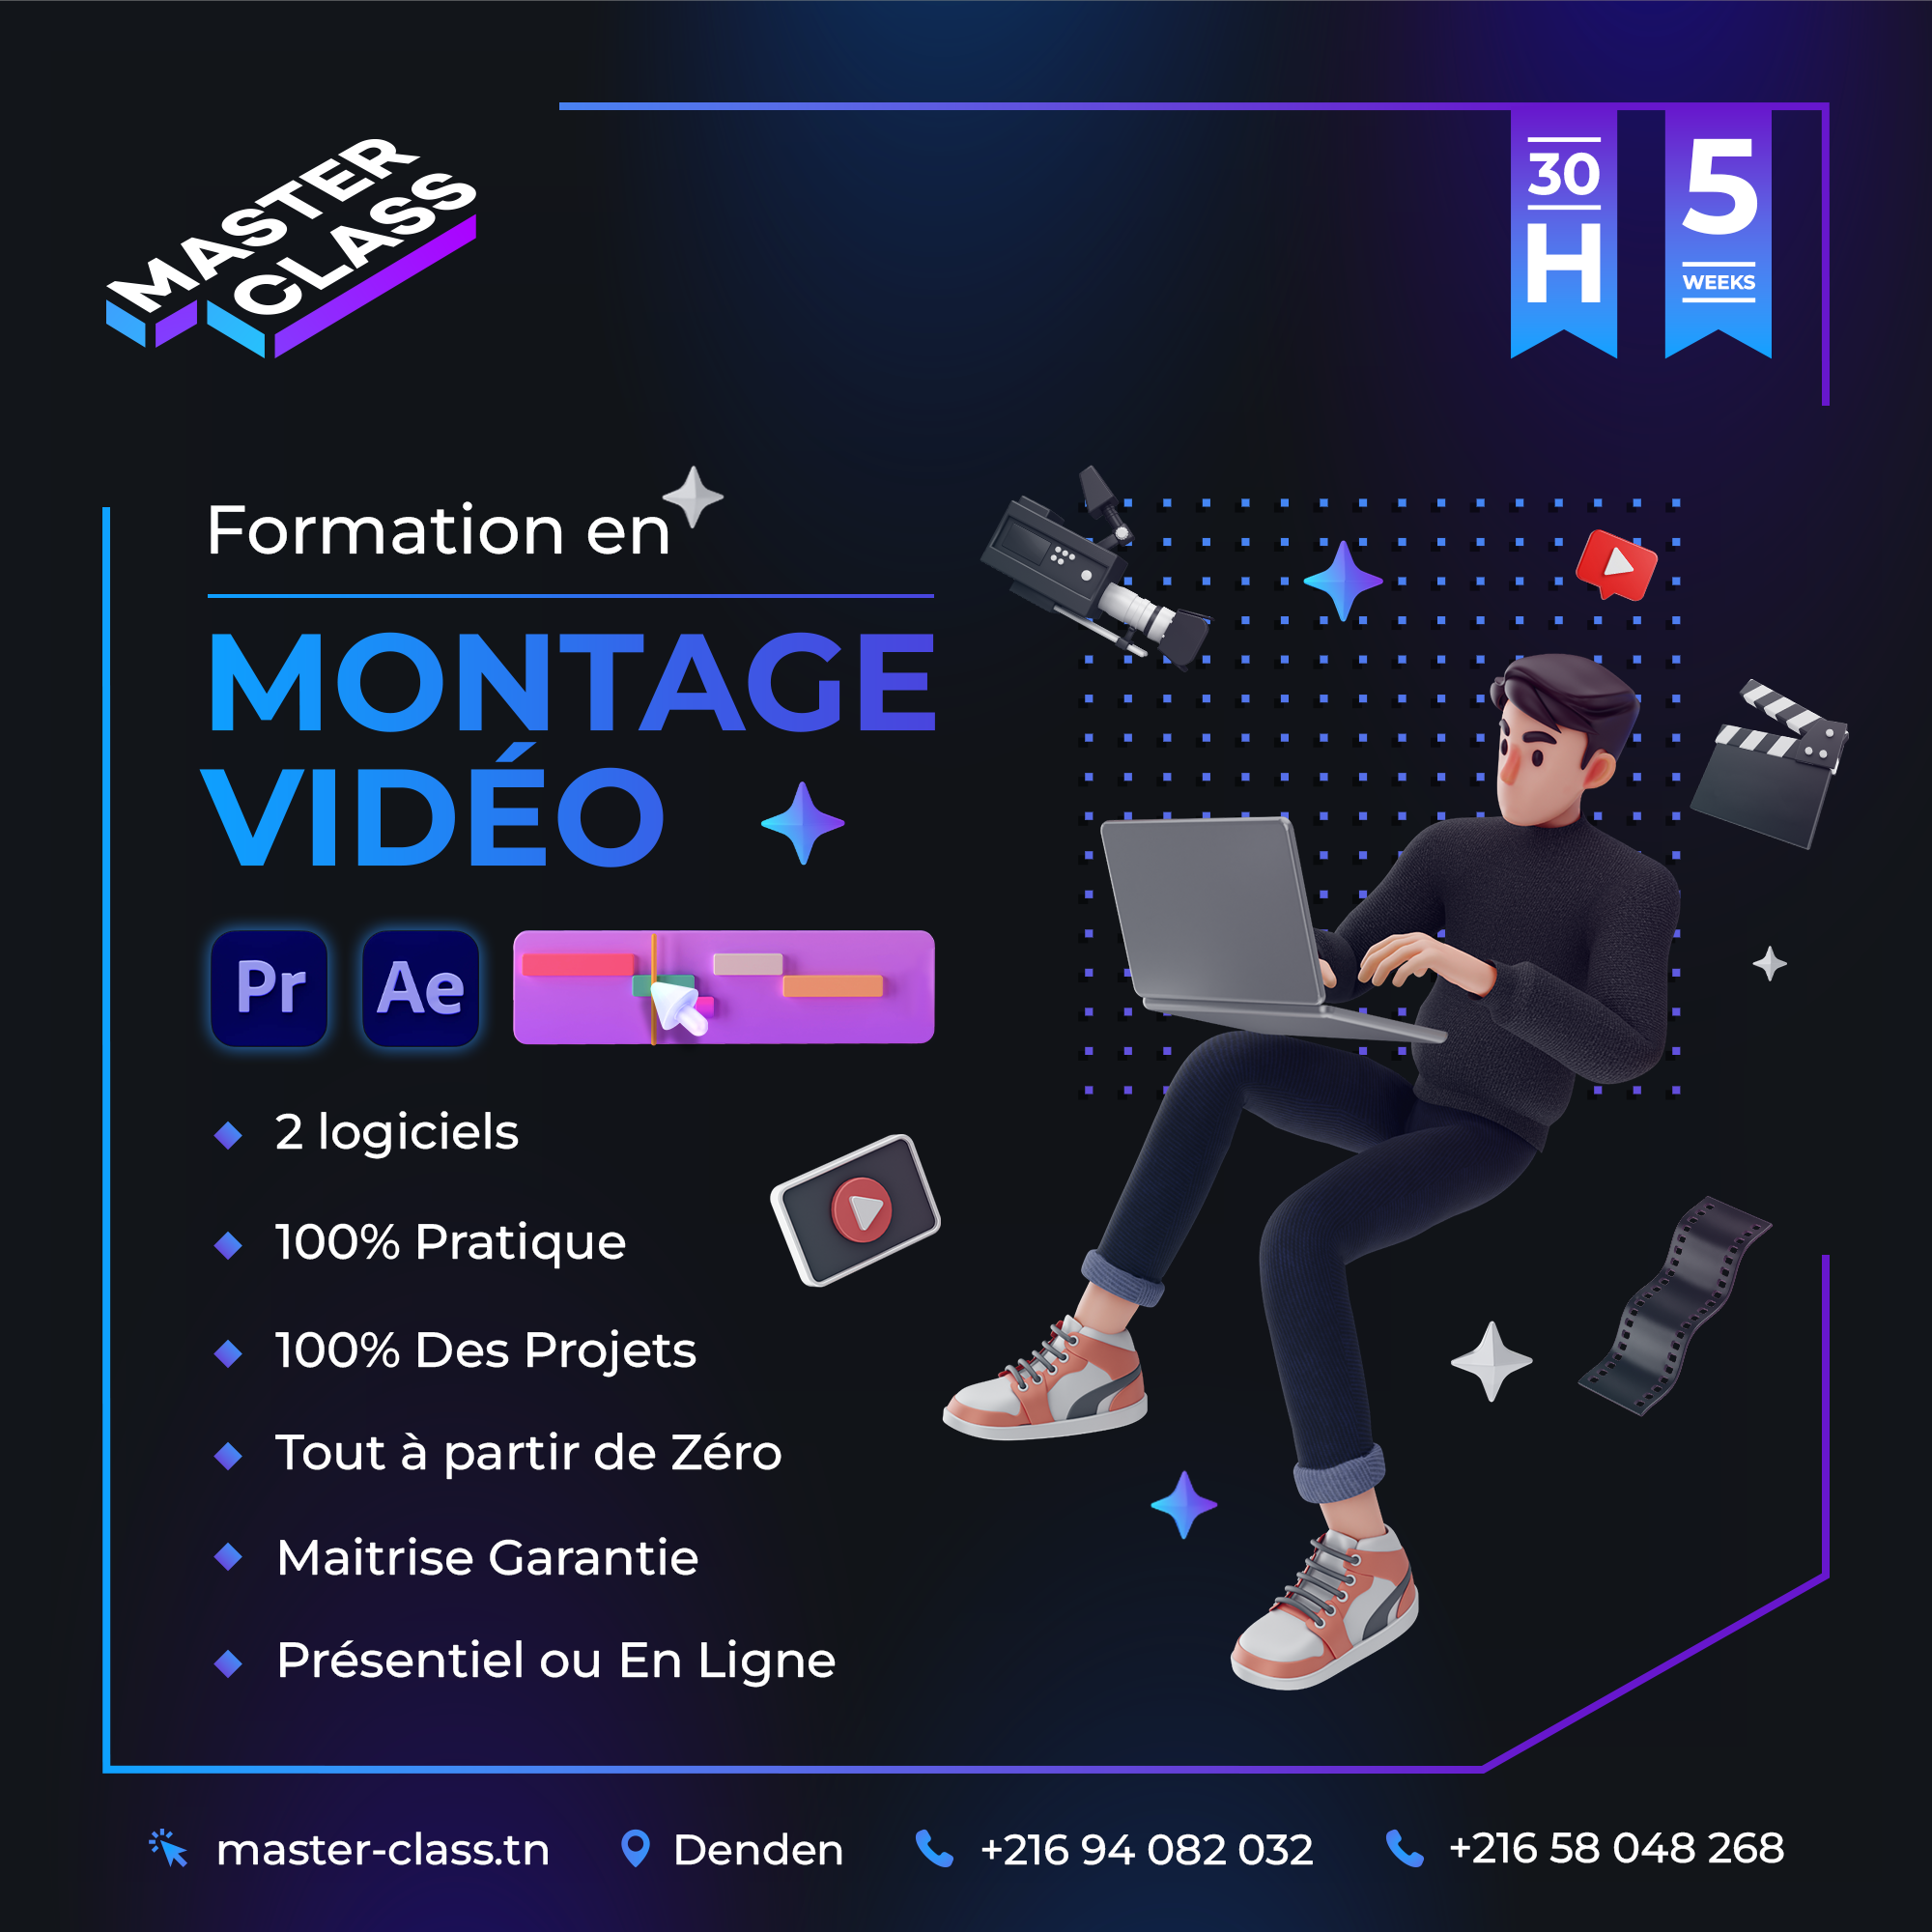 MASTER
CLASS
30
H
5
WEEKS
Formation en
MONTAGE
VIDÉO
Pr
Ae
2 logiciels
100% Pratique
100% Des Projets
Tout à partir de Zéro
Maitrise Garantie
Présentiel ou En Ligne
master-class.tn
Denden
+216 94 082 032
+216 58 048 268